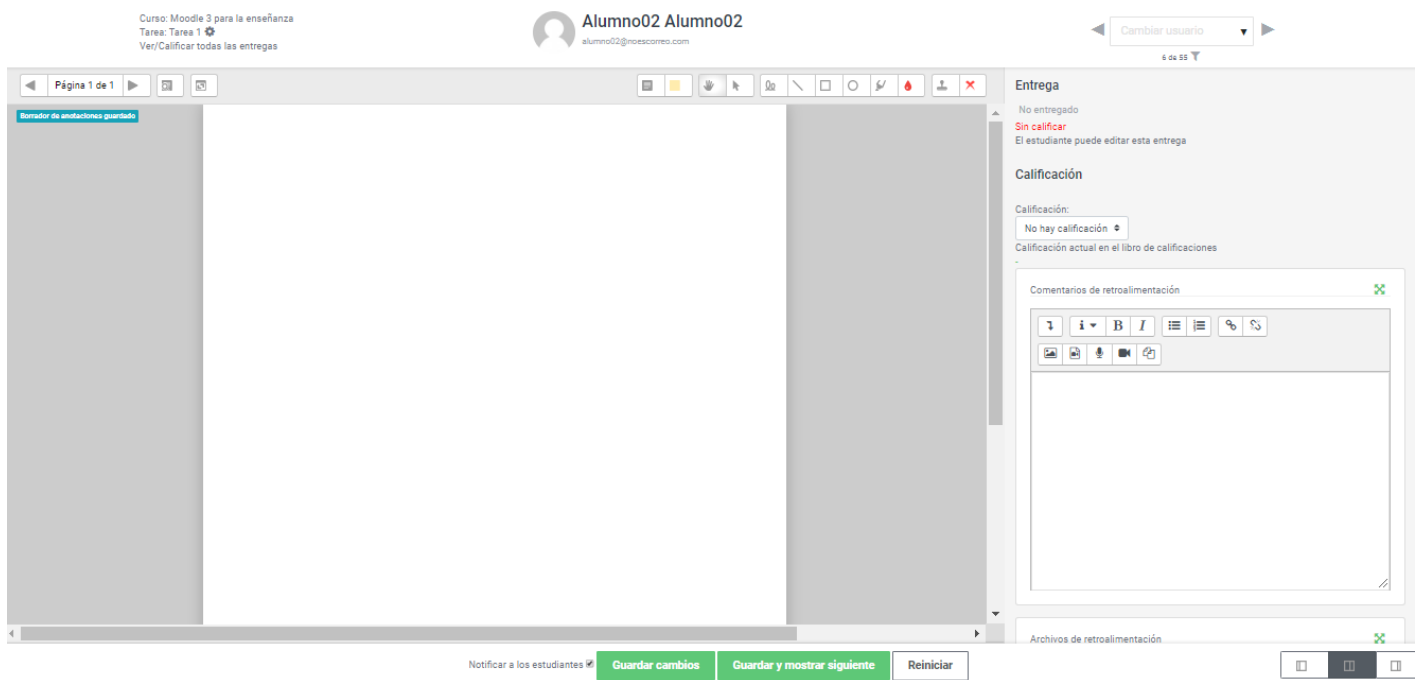 Curso: Moodle 3 para la enseñanza
Tarea: Tarea 1
Ver/Calificar todas las entregas
Alumno02 Alumno02
alumno02@noescorreo.com
Cambiar usuario
6 de 55
Página 1 de 1
Borrador de anotaciones guardado
Entrega
No entregado
Sin calificar
El estudiante puede editar esta entrega
Calificación
Calificación:
No hay calificación
Calificación actual en el libro de calificaciones
-
Comentarios de retroalimentación
B I
Archivos de retroalimentación
Notificar a los estudiantes
Guardar cambios
Guardar y mostrar siguiente
Reiniciar